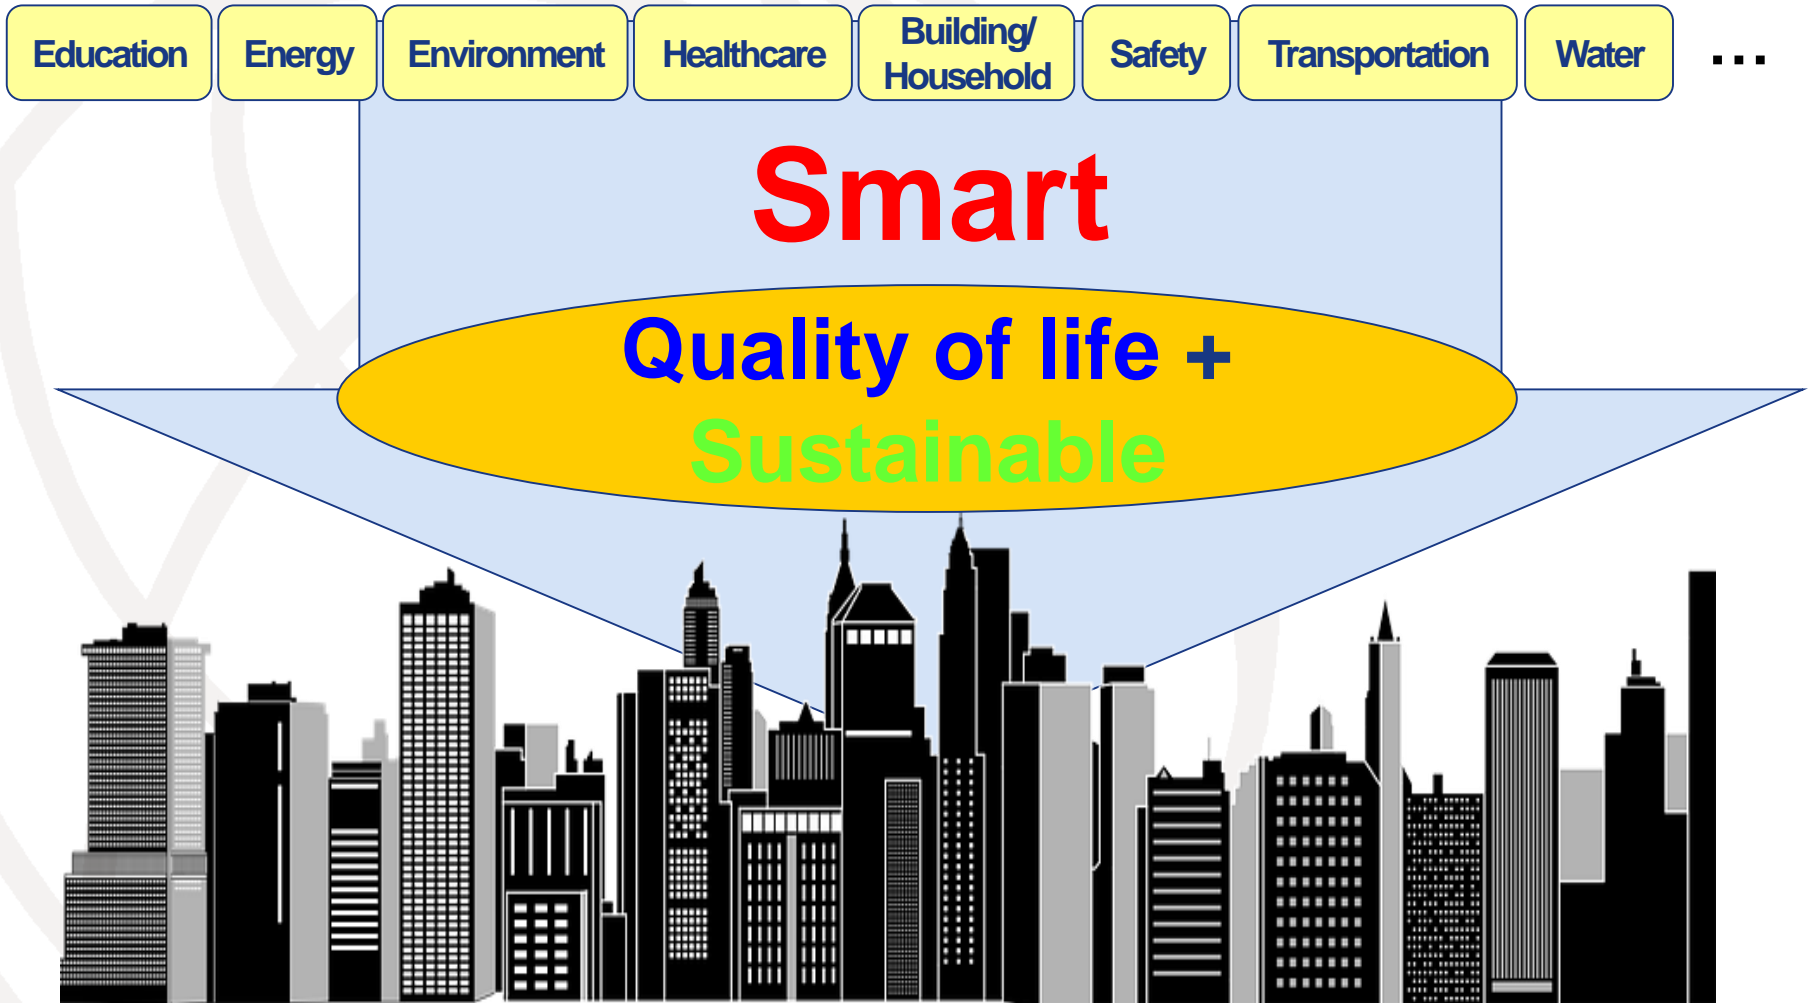 Education
Energy
Environment
Healthcare
Building/
Household
Safety
Transportation
Water
...
Smart
Quality of life +
Sustainable